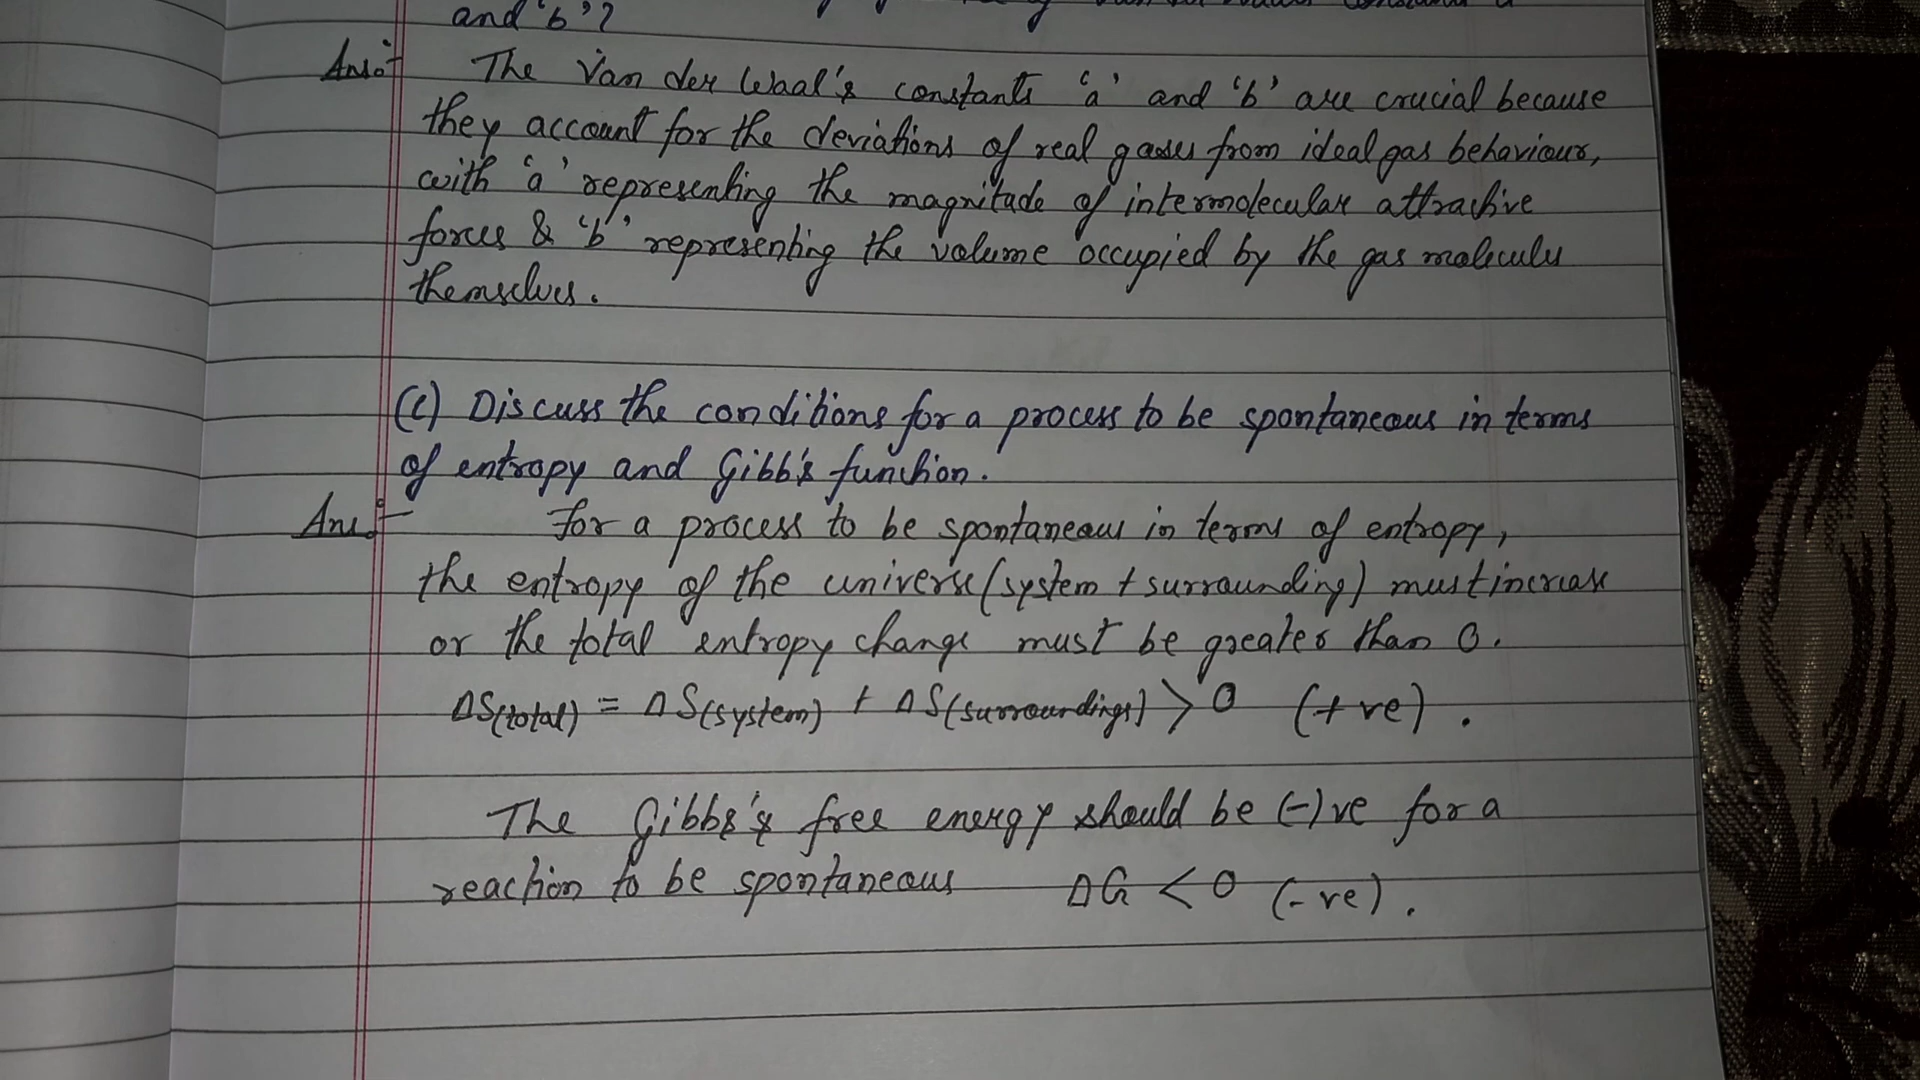 and 'b'?
Ans:- The Van der Waal's constants 'a' and 'b' are crucial because
they account for the deviations of real gases from ideal gas behaviour,
with 'a' representing the magnitude of intermolecular attractive
forces & 'b' representing the volume occupied by the gas molecules
themselves.
(c) Discuss the conditions for a process to be spontaneous in terms
of entropy and Gibb's function.
Ans:- For a process to be spontaneous in terms of entropy,
the entropy of the universe (system + surrounding) must increase
or the total entropy change must be greater than 0.
ΔS(total) = ΔS(system) + ΔS(surroundings) > 0 (+ve).
The Gibbs's free energy should be (-)ve for a
reaction to be spontaneous ΔG < 0 (-ve).